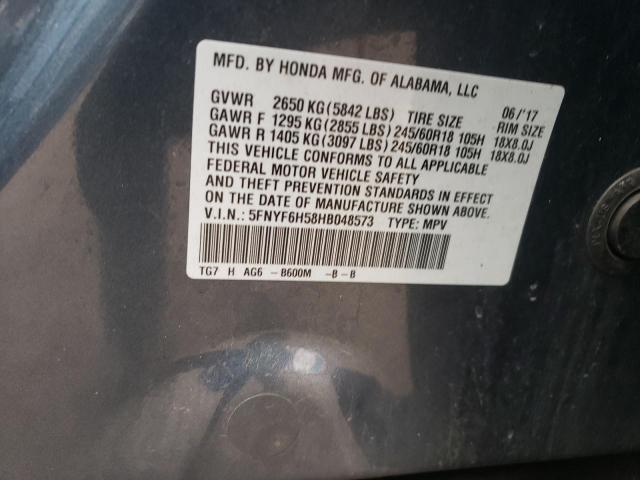 MFD. BY HONDA MFG. OF ALABAMA, LLC
GVWR 2650 KG (5842 LBS) TIRE SIZE 06/'17 RIM SIZE
GAWR F 1295 KG (2855 LBS) 245/60R18 105H 18X8.0J
GAWR R 1405 KG (3097 LBS) 245/60R18 105H 18X8.0J
THIS VEHICLE CONFORMS TO ALL APPLICABLE
FEDERAL MOTOR VEHICLE SAFETY
AND THEFT PREVENTION STANDARDS IN EFFECT
ON THE DATE OF MANUFACTURE SHOWN ABOVE.
V.I.N.: 5FNYF6H58HB048573 TYPE: MPV
TG7 H AG6 -B600M -B-B